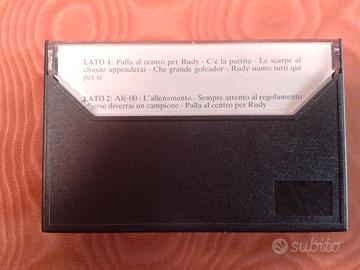 LATO 1: Palla al centro per Rudy - C'é la partita - Le scarpe al
chiodo appenderai - Che grande goleador - Rudy siamo tutti qui
per te
LATO 2: Alè-00 - L'allenamento - Sempre attento al regolamento
Forse diverrai un campione - Palla al centro per Rudy
subito